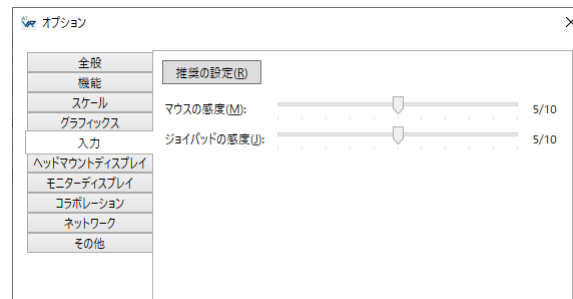 オプション
全般
機能
スケール
グラフィックス
入力
ヘッドマウントディスプレイ
モニターディスプレイ
コラボレーション
ネットワーク
その他
推奨の設定(R)
マウスの感度(M): 5/10
ジョイパッドの感度(J): 5/10